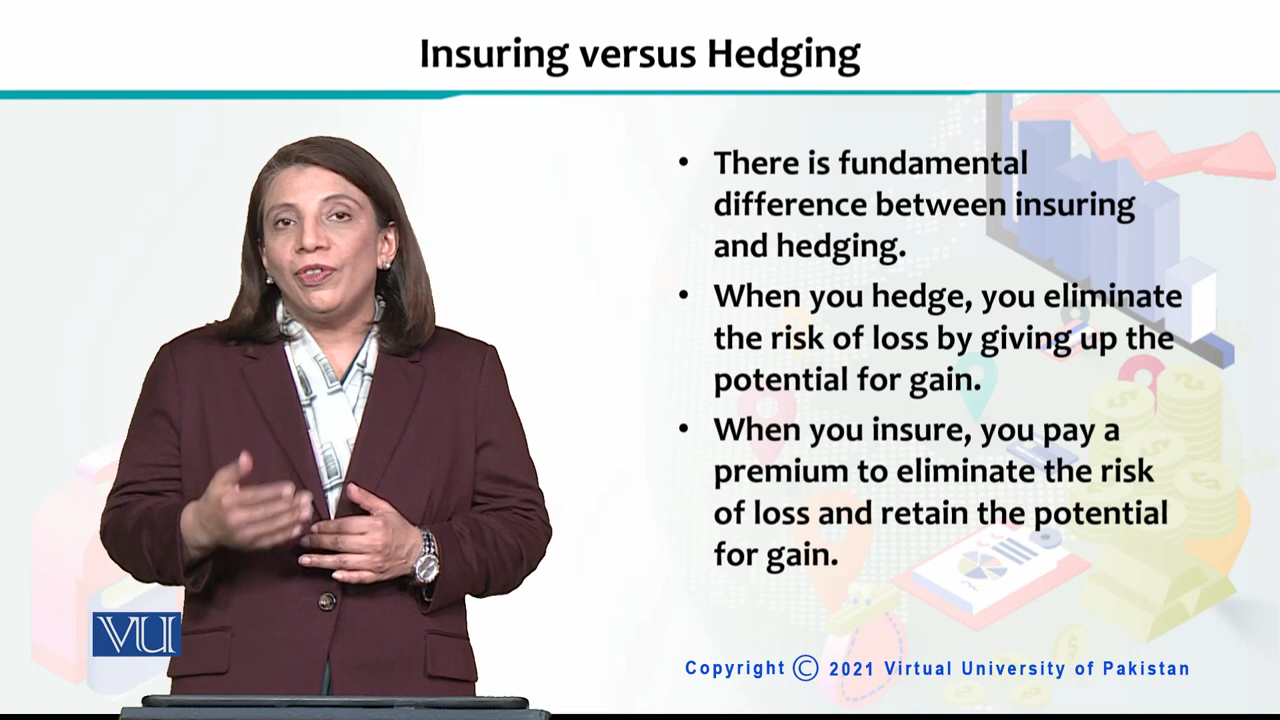 Insuring versus Hedging
• There is fundamental
difference between insuring
and hedging.
• When you hedge, you eliminate
the risk of loss by giving up the
potential for gain.
• When you insure, you pay a
premium to eliminate the risk
of loss and retain the potential
for gain.
VU
Copyright © 2021 Virtual University of Pakistan